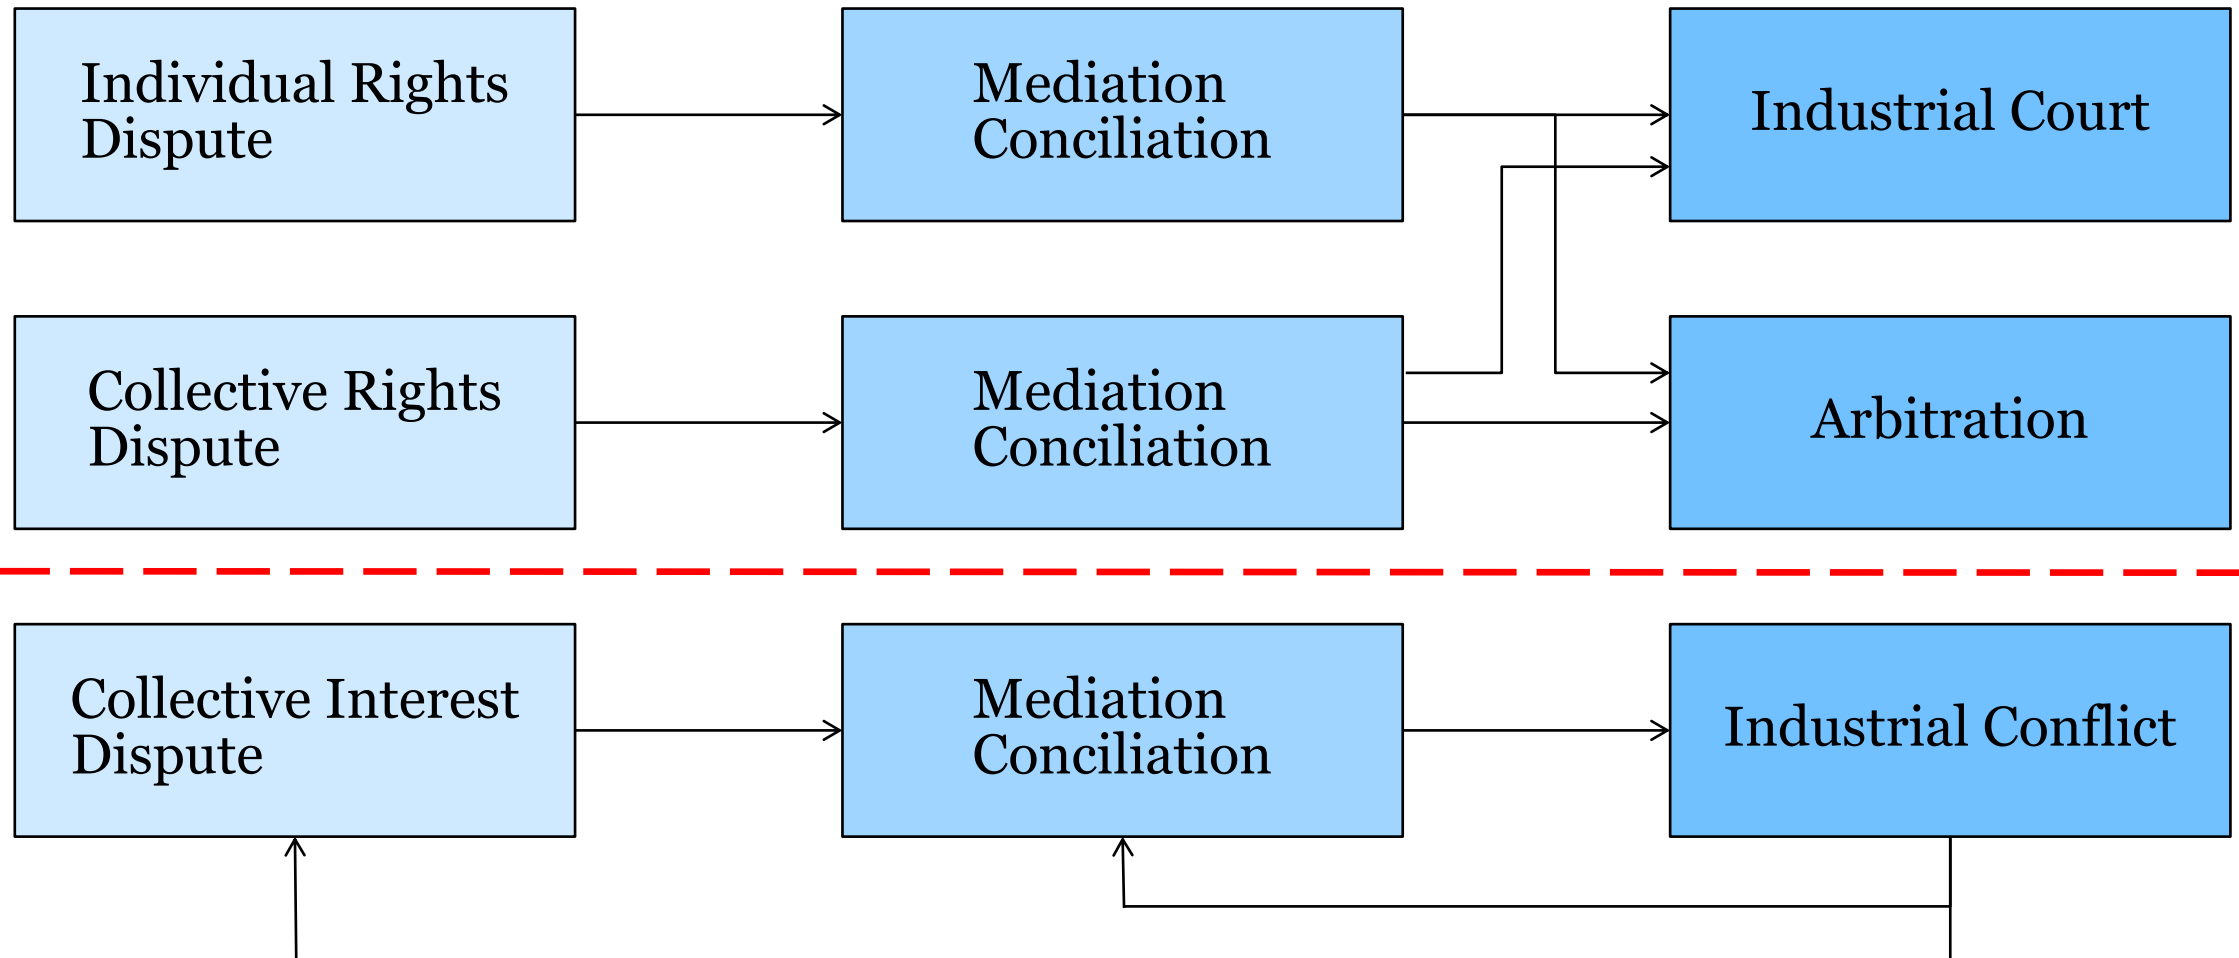 Individual Rights
Dispute
Mediation
Conciliation
Industrial Court
Collective Rights
Dispute
Mediation
Conciliation
Arbitration
Collective Interest
Dispute
Mediation
Conciliation
Industrial Conflict